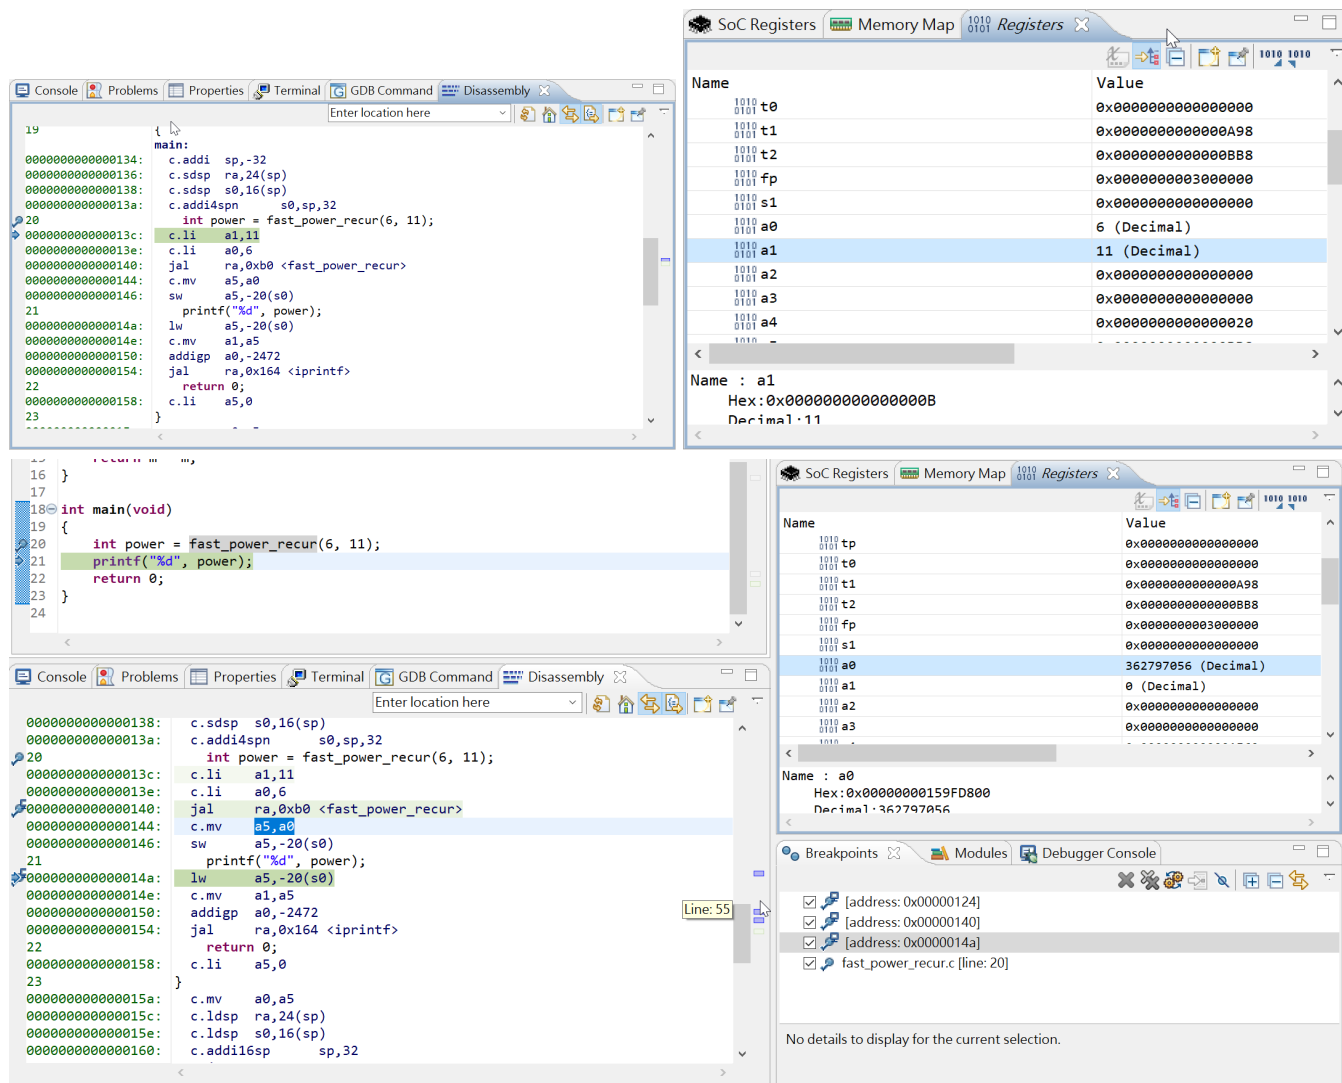 Console Problems Properties Terminal GDB Command Disassembly
Enter location here
19 {
main:
0000000000000134: c.addi sp,-32
0000000000000136: c.sdsp ra,24(sp)
0000000000000138: c.sdsp s0,16(sp)
000000000000013a: c.addi4spn s0,sp,32
20 int power = fast_power_recur(6, 11);
000000000000013c: c.li a1,11
000000000000013e: c.li a0,6
0000000000000140: jal ra,0xb0 <fast_power_recur>
0000000000000144: c.mv a5,a0
0000000000000146: sw a5,-20(s0)
21 printf("%d", power);
000000000000014a: lw a5,-20(s0)
000000000000014e: c.mv a1,a5
0000000000000150: addigp a0,-2472
0000000000000154: jal ra,0x164 <iprintf>
22 return 0;
0000000000000158: c.li a5,0
23 }
SoC Registers Memory Map Registers
Name Value
t0 0x0000000000000000
t1 0x0000000000000A98
t2 0x0000000000000BB8
fp 0x0000000003000000
s1 0x0000000000000000
a0 6 (Decimal)
a1 11 (Decimal)
a2 0x0000000000000000
a3 0x0000000000000000
a4 0x0000000000000020
Name : a1
Hex:0x000000000000000B
Decimal:11
16 }
17
18 int main(void)
19 {
20 int power = fast_power_recur(6, 11);
21 printf("%d", power);
22 return 0;
23 }
24
Console Problems Properties Terminal GDB Command Disassembly
Enter location here
0000000000000138: c.sdsp s0,16(sp)
000000000000013a: c.addi4spn s0,sp,32
20 int power = fast_power_recur(6, 11);
000000000000013c: c.li a1,11
000000000000013e: c.li a0,6
0000000000000140: jal ra,0xb0 <fast_power_recur>
0000000000000144: c.mv a5,a0
0000000000000146: sw a5,-20(s0)
21 printf("%d", power);
000000000000014a: lw a5,-20(s0)
000000000000014e: c.mv a1,a5
0000000000000150: addigp a0,-2472
0000000000000154: jal ra,0x164 <iprintf>
22 return 0;
0000000000000158: c.li a5,0
23 }
000000000000015a: c.mv a0,a5
000000000000015c: c.ldsp ra,24(sp)
000000000000015e: c.ldsp s0,16(sp)
0000000000000160: c.addi16sp sp,32
Line: 55
SoC Registers Memory Map Registers
Name Value
tp 0x0000000000000000
t0 0x0000000000000000
t1 0x0000000000000A98
t2 0x0000000000000BB8
fp 0x0000000003000000
s1 0x0000000000000000
a0 362797056 (Decimal)
a1 0 (Decimal)
a2 0x0000000000000000
a3 0x0000000000000000
Name : a0
Hex:0x00000000159FD800
Decimal:362797056
Breakpoints Modules Debugger Console
[address: 0x00000124]
[address: 0x00000140]
[address: 0x0000014a]
fast_power_recur.c [line: 20]
No details to display for the current selection.